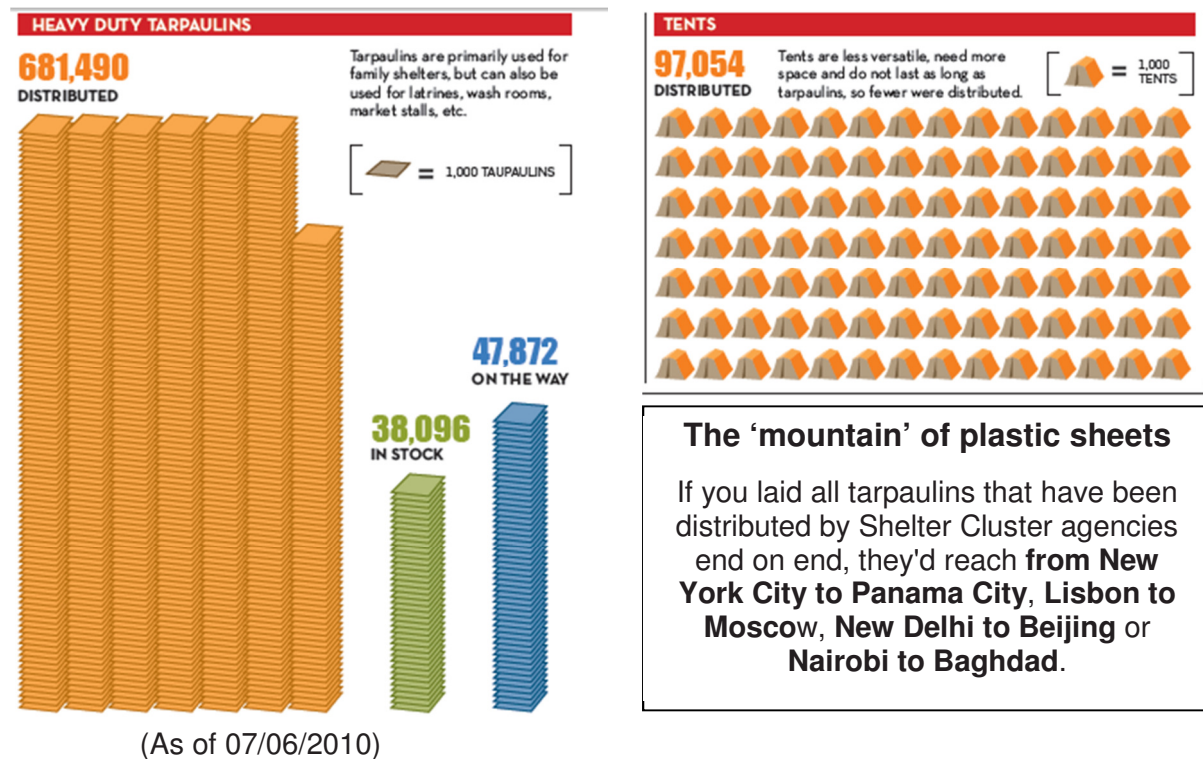 HEAVY DUTY TARPAULINS
681,490
DISTRIBUTED
Tarpaulins are primarily used for
family shelters, but can also be
used for latrines, wash rooms,
market stalls, etc.
= 1,000 TAUPAULINS
47,872
ON THE WAY
38,096
IN STOCK
(As of 07/06/2010)
TENTS
97,054
DISTRIBUTED
Tents are less versatile, need more
space and do not last as long as
tarpaulins, so fewer were distributed.
= 1,000
TENTS
The ‘mountain’ of plastic sheets
If you laid all tarpaulins that have been
distributed by Shelter Cluster agencies
end on end, they'd reach from New
York City to Panama City, Lisbon to
Moscow, New Delhi to Beijing or
Nairobi to Baghdad.